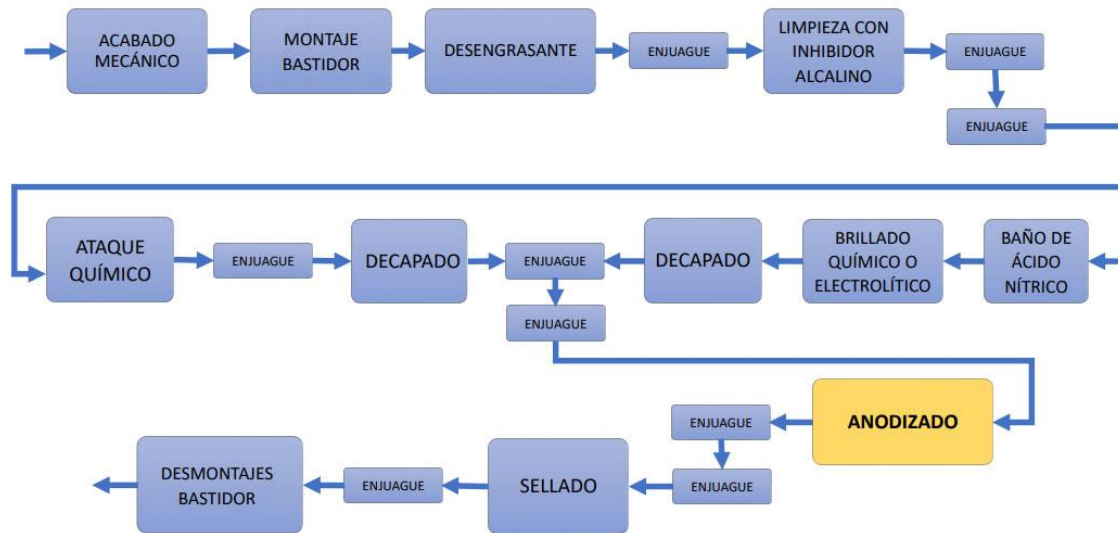 ACABADO
MECÁNICO
MONTAJE
BASTIDOR
DESENGRASANTE
ENJUAGUE
LIMPIEZA CON
INHIBIDOR
ALCALINO
ENJUAGUE
ENJUAGUE
ATAQUE
QUÍMICO
ENJUAGUE
DECAPADO
ENJUAGUE
DECAPADO
BRILLADO
QUÍMICO O
ELECTROLÍTICO
BAÑO DE
ÁCIDO
NÍTRICO
ENJUAGUE
ANODIZADO
ENJUAGUE
ENJUAGUE
SELLADO
ENJUAGUE
DESMONTAJES
BASTIDOR